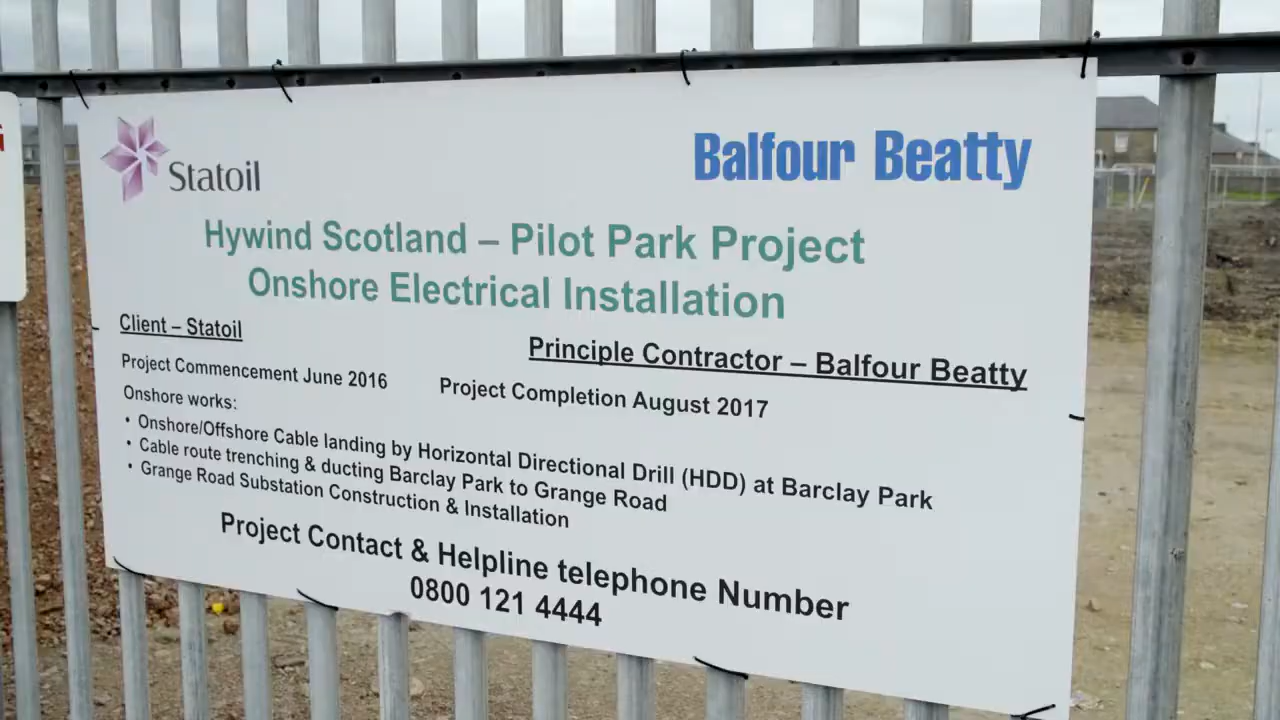 Statoil
Balfour Beatty
Hywind Scotland – Pilot Park Project
Onshore Electrical Installation
Client – Statoil
Principle Contractor – Balfour Beatty
Project Commencement June 2016
Project Completion August 2017
Onshore works:
• Onshore/Offshore Cable landing by Horizontal Directional Drill (HDD) at Barclay Park
• Cable route trenching & ducting Barclay Park to Grange Road
• Grange Road Substation Construction & Installation
Project Contact & Helpline telephone Number
0800 121 4444